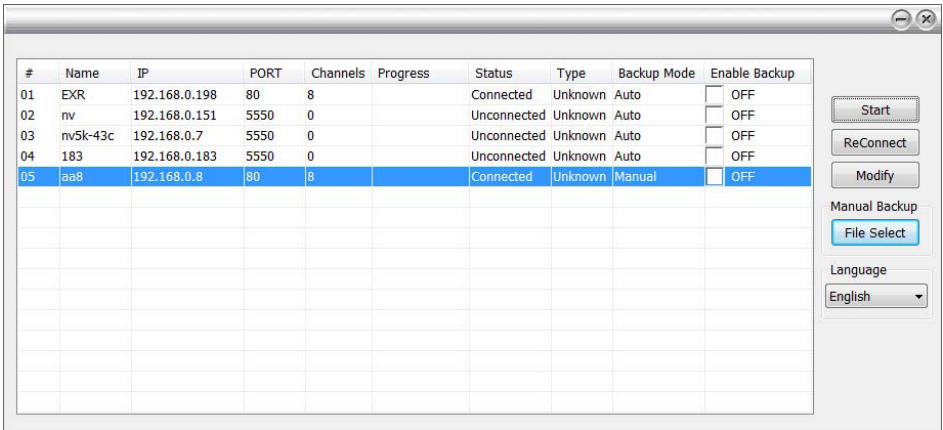 # Name IP PORT Channels Progress Status Type Backup Mode Enable Backup
01 EXR 192.168.0.198 80 8 Connected Unknown Auto OFF
02 nv 192.168.0.151 5550 0 Unconnected Unknown Auto OFF
03 nv5k-43c 192.168.0.7 5550 0 Unconnected Unknown Auto OFF
04 183 192.168.0.183 5550 0 Unconnected Unknown Auto OFF
05 aa8 192.168.0.8 80 8 Connected Unknown Manual OFF
Start
ReConnect
Modify
Manual Backup
File Select
Language
English